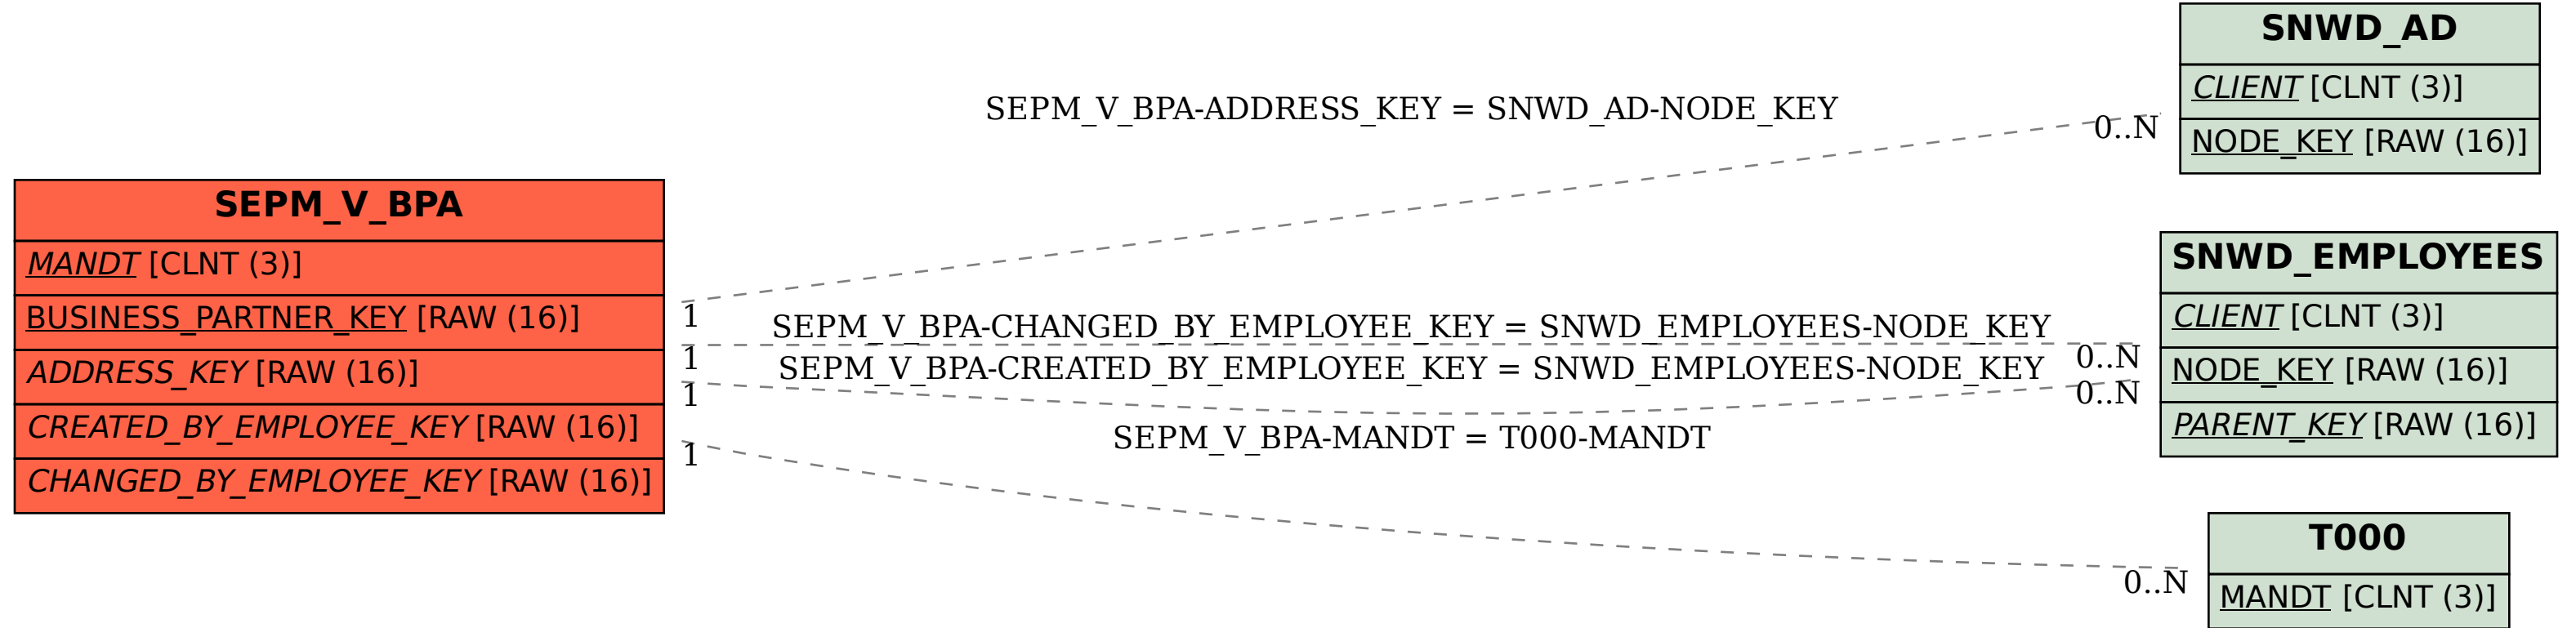 SEPM_V_BPA
MANDT [CLNT (3)]
BUSINESS_PARTNER_KEY [RAW (16)]
ADDRESS_KEY [RAW (16)]
CREATED_BY_EMPLOYEE_KEY [RAW (16)]
CHANGED_BY_EMPLOYEE_KEY [RAW (16)]
SEPM_V_BPA-ADDRESS_KEY = SNWD_AD-NODE_KEY
1
0..N
SEPM_V_BPA-CHANGED_BY_EMPLOYEE_KEY = SNWD_EMPLOYEES-NODE_KEY
1
0..N
SEPM_V_BPA-CREATED_BY_EMPLOYEE_KEY = SNWD_EMPLOYEES-NODE_KEY
1
0..N
SEPM_V_BPA-MANDT = T000-MANDT
1
0..N
SNWD_AD
CLIENT [CLNT (3)]
NODE_KEY [RAW (16)]
SNWD_EMPLOYEES
CLIENT [CLNT (3)]
NODE_KEY [RAW (16)]
PARENT_KEY [RAW (16)]
T000
MANDT [CLNT (3)]